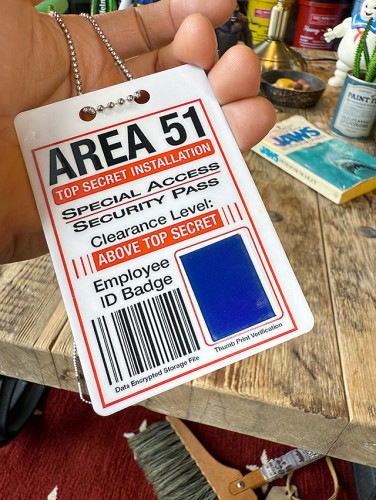 AREA 51
TOP SECRET INSTALLATION
Special Access
Security Pass
Clearance Level:
ABOVE TOP SECRET
Employee
ID Badge
Data Encrypted Storage File
Thumb Print Verification
JAWS
PAINT